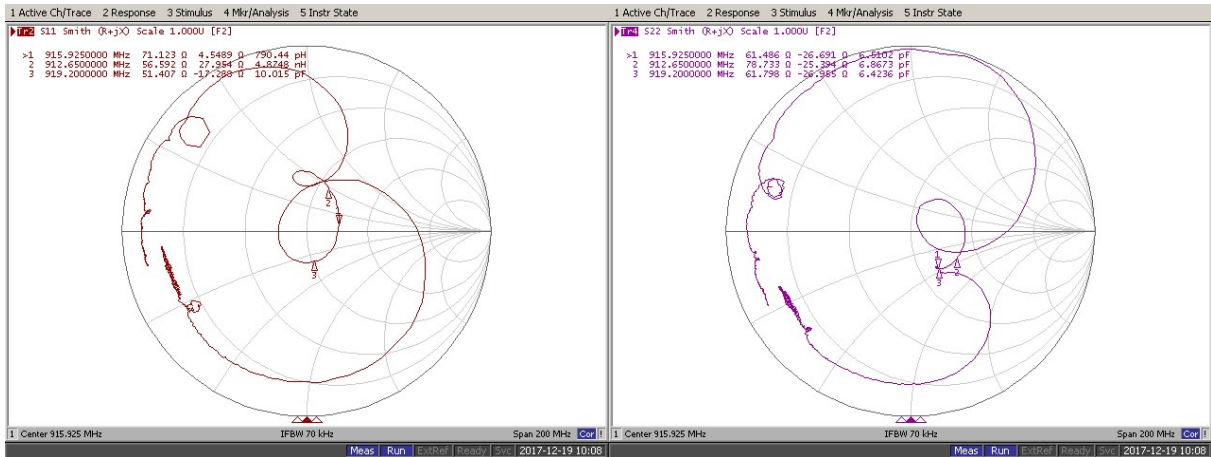 1 Active Ch/Trace 2 Response 3 Stimulus 4 Mkr/Analysis 5 Instr State
Tr2 S11 Smith (R+jX) Scale 1.000U [F2]
>1 915.9250000 MHz 71.123 Ω 4.5489 Ω 790.44 pH
2 912.6500000 MHz 56.592 Ω 27.954 Ω 4.8748 nH
3 919.2000000 MHz 51.407 Ω -17.288 Ω 10.015 pF
2
3
1 Center 915.925 MHz IFBW 70 kHz Span 200 MHz Cor !
Meas Run ExtRef Ready Svc 2017-12-19 10:08
1 Active Ch/Trace 2 Response 3 Stimulus 4 Mkr/Analysis 5 Instr State
Tr4 S22 Smith (R+jX) Scale 1.000U [F2]
>1 915.9250000 MHz 61.486 Ω -26.691 Ω 6.5102 pF
2 912.6500000 MHz 78.733 Ω -25.394 Ω 6.8673 pF
3 919.2000000 MHz 61.798 Ω -26.955 Ω 6.4236 pF
1
2
3
1 Center 915.925 MHz IFBW 70 kHz Span 200 MHz Cor !
Meas Run ExtRef Ready Svc 2017-12-19 10:08